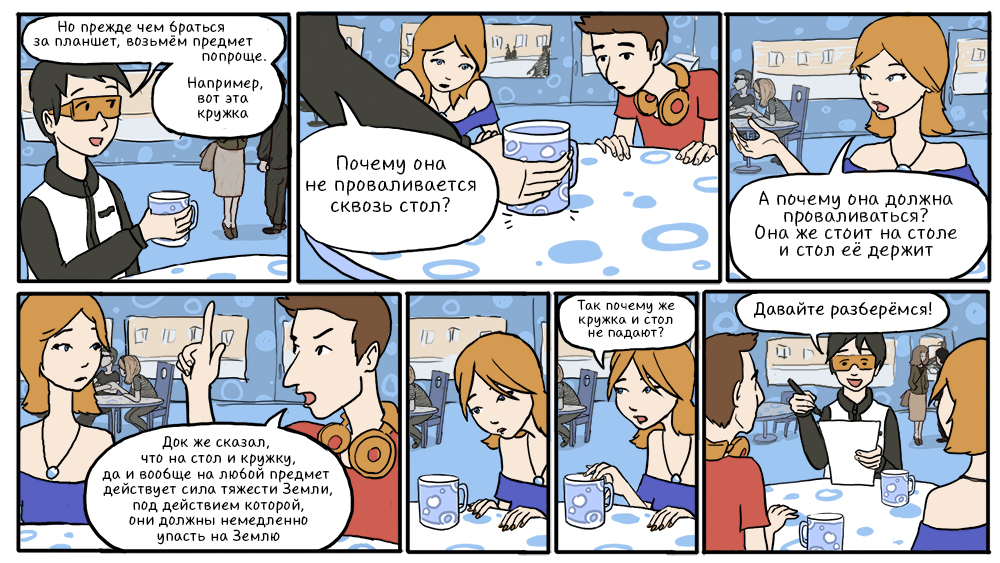 Но прежде чем браться
за планшет, возьмём предмет
попроще.
Например,
вот эта
кружка
Почему она
не проваливается
сквозь стол?
А почему она должна
проваливаться?
Она же стоит на столе
и стол её держит
Док же сказал,
что на стол и кружку,
да и вообще на любой предмет
действует сила тяжести Земли,
под действием которой,
они должны немедленно
упасть на Землю
Так почему же
кружка и стол
не падают?
Давайте разберёмся!